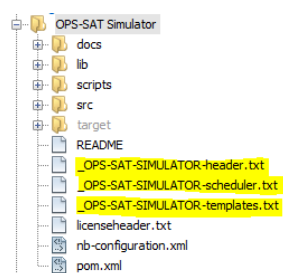 OPS-SAT Simulator
docs
lib
scripts
src
target
README
_OPS-SAT-SIMULATOR-header.txt
_OPS-SAT-SIMULATOR-scheduler.txt
_OPS-SAT-SIMULATOR-templates.txt
licenseheader.txt
nb-configuration.xml
pom.xml